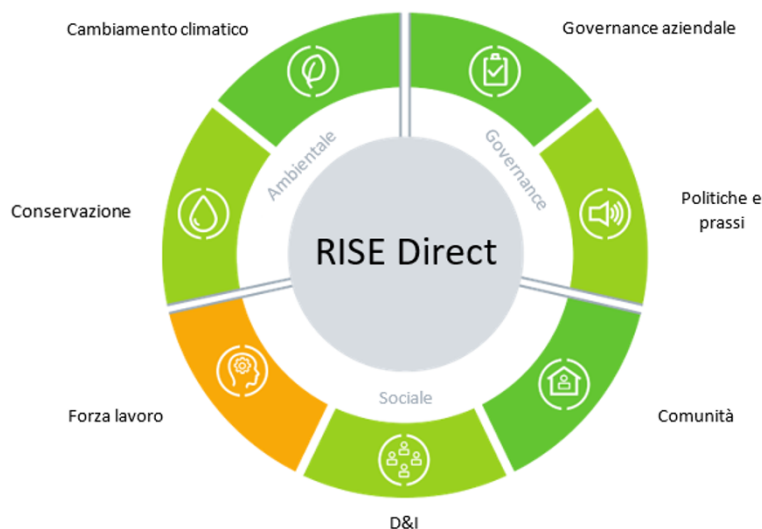 Cambiamento climatico
Governance aziendale
Ambientale
Governance
Conservazione
Politiche e
prassi
RISE Direct
Sociale
Forza lavoro
Comunità
D&I